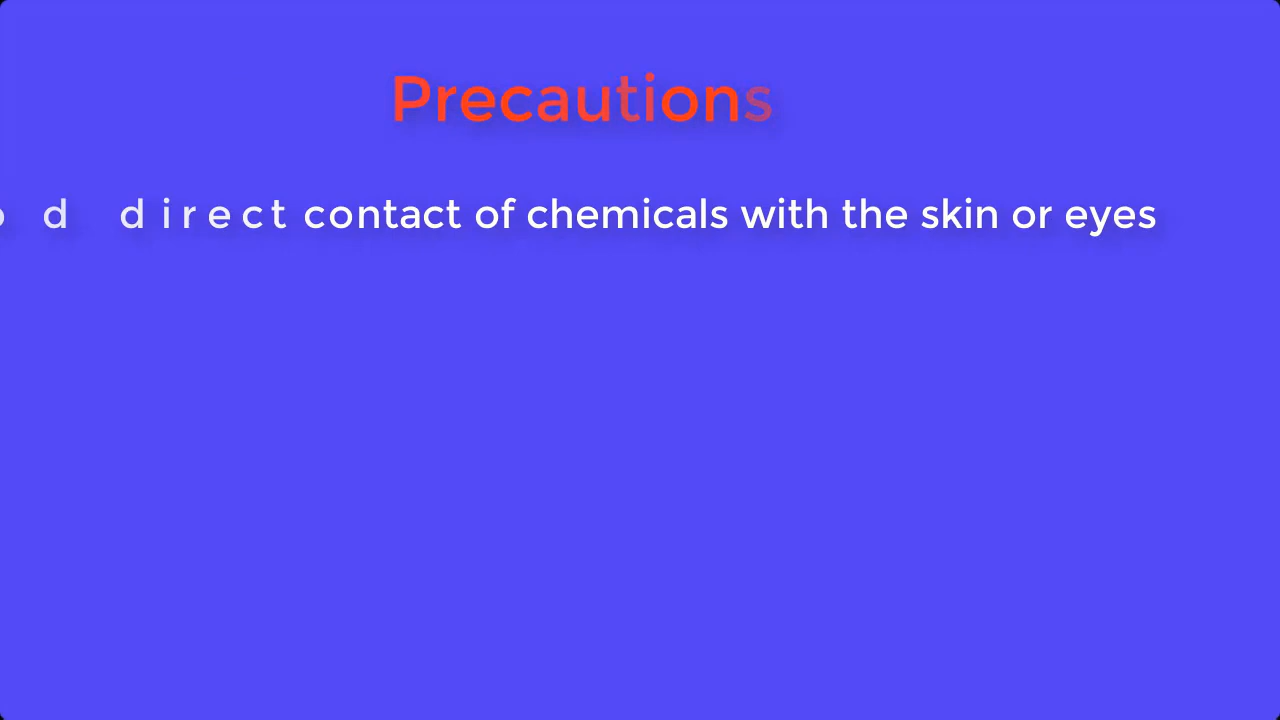 Precautions
d direct contact of chemicals with the skin or eyes